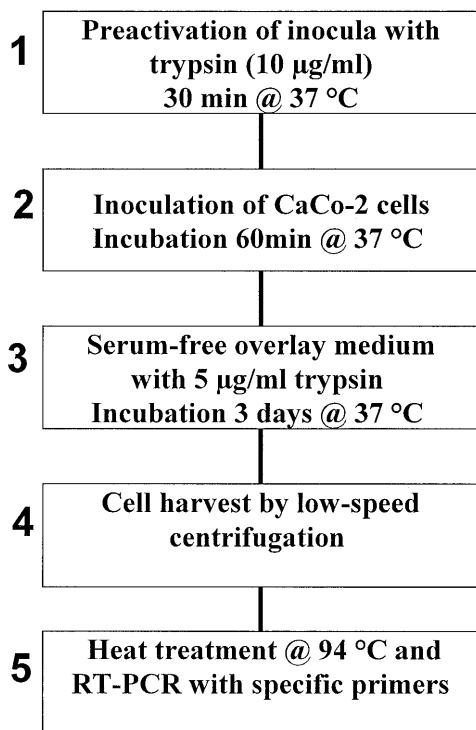 1
Preactivation of inocula with
trypsin (10 µg/ml)
30 min @ 37 °C
2
Inoculation of CaCo-2 cells
Incubation 60min @ 37 °C
3
Serum-free overlay medium
with 5 µg/ml trypsin
Incubation 3 days @ 37 °C
4
Cell harvest by low-speed
centrifugation
5
Heat treatment @ 94 °C and
RT-PCR with specific primers